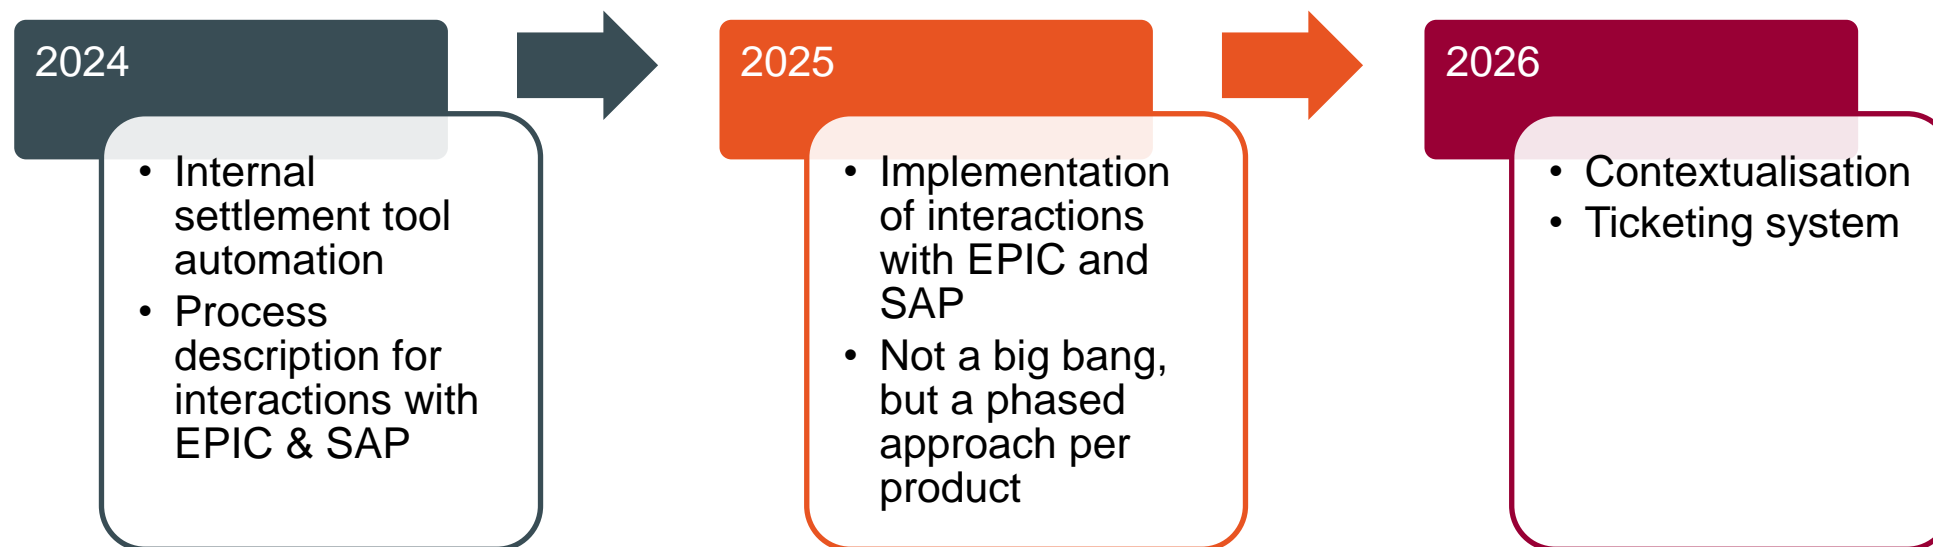 2024
• Internal
settlement tool
automation
• Process
description for
interactions with
EPIC & SAP
2025
• Implementation
of interactions
with EPIC and
SAP
• Not a big bang,
but a phased
approach per
product
2026
• Contextualisation
• Ticketing system